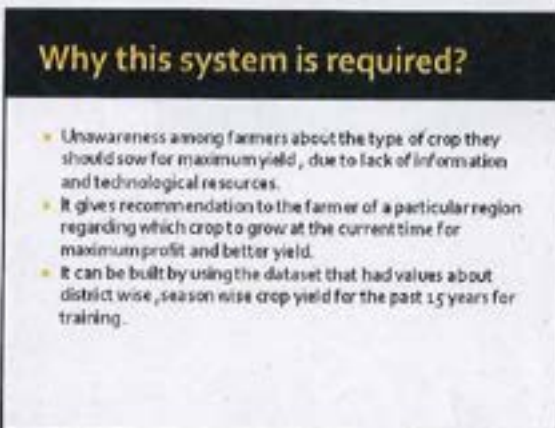 Why this system is required?
Unawareness among farmers about the type of crop they
should sow for maximum yield, due to lack of information
and technological resources.
It gives recommendation to the farmer of a particular region
regarding which crop to grow at the current time for
maximum profit and better yield.
It can be built by using the dataset that had values about
district wise, season wise crop yield for the past 15 years for
training.